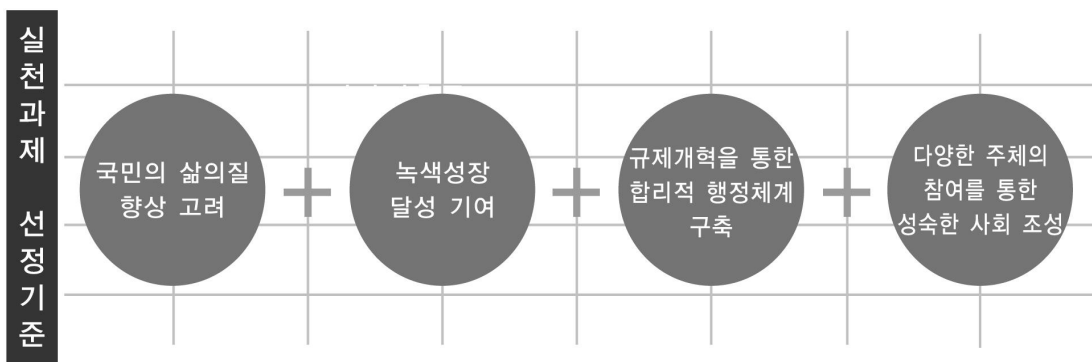 실천과제 선정기준
국민의 삶의질
향상 고려
녹색성장
달성 기여
규제개혁을 통한
합리적 행정체계
구축
다양한 주체의
참여를 통한
성숙한 사회 조성